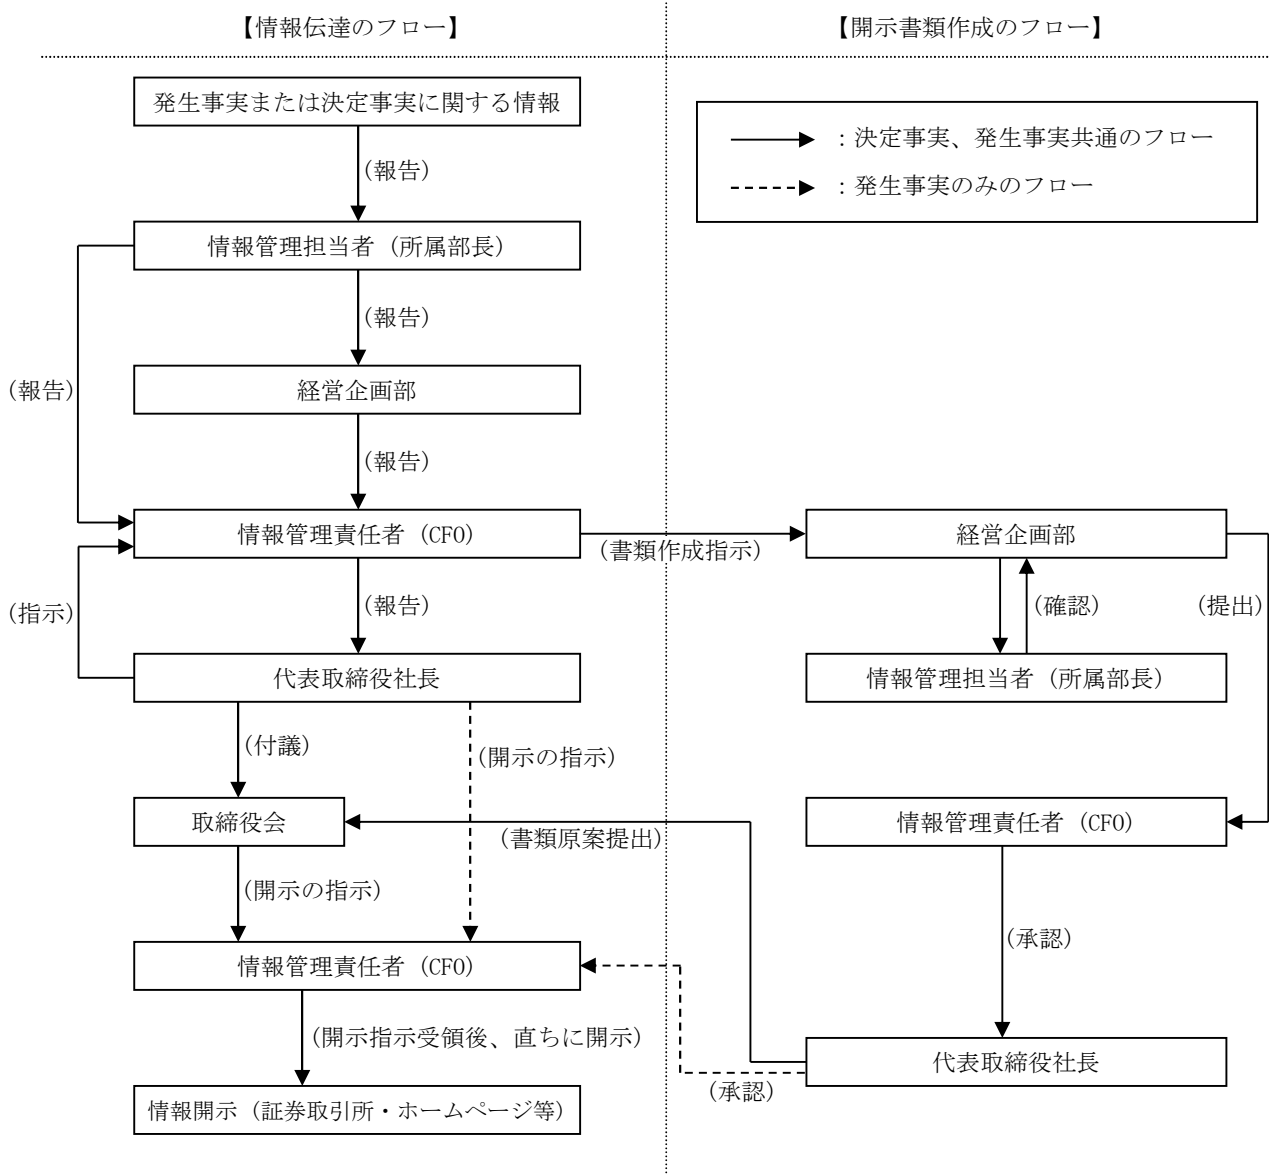 【情報伝達のフロー】
【開示書類作成のフロー】
発生事実または決定事実に関する情報
：決定事実、発生事実共通のフロー
：発生事実のみのフロー
（報告）
情報管理担当者（所属部長）
（報告）
経営企画部
（報告）
（報告）
情報管理責任者（CFO）
（書類作成指示）
経営企画部
（指示）
（報告）
（確認）
（提出）
代表取締役社長
情報管理担当者（所属部長）
（付議）
（開示の指示）
取締役会
（書類原案提出）
情報管理責任者（CFO）
（開示の指示）
（承認）
情報管理責任者（CFO）
（開示指示受領後、直ちに開示）
代表取締役社長
（承認）
情報開示（証券取引所・ホームページ等）